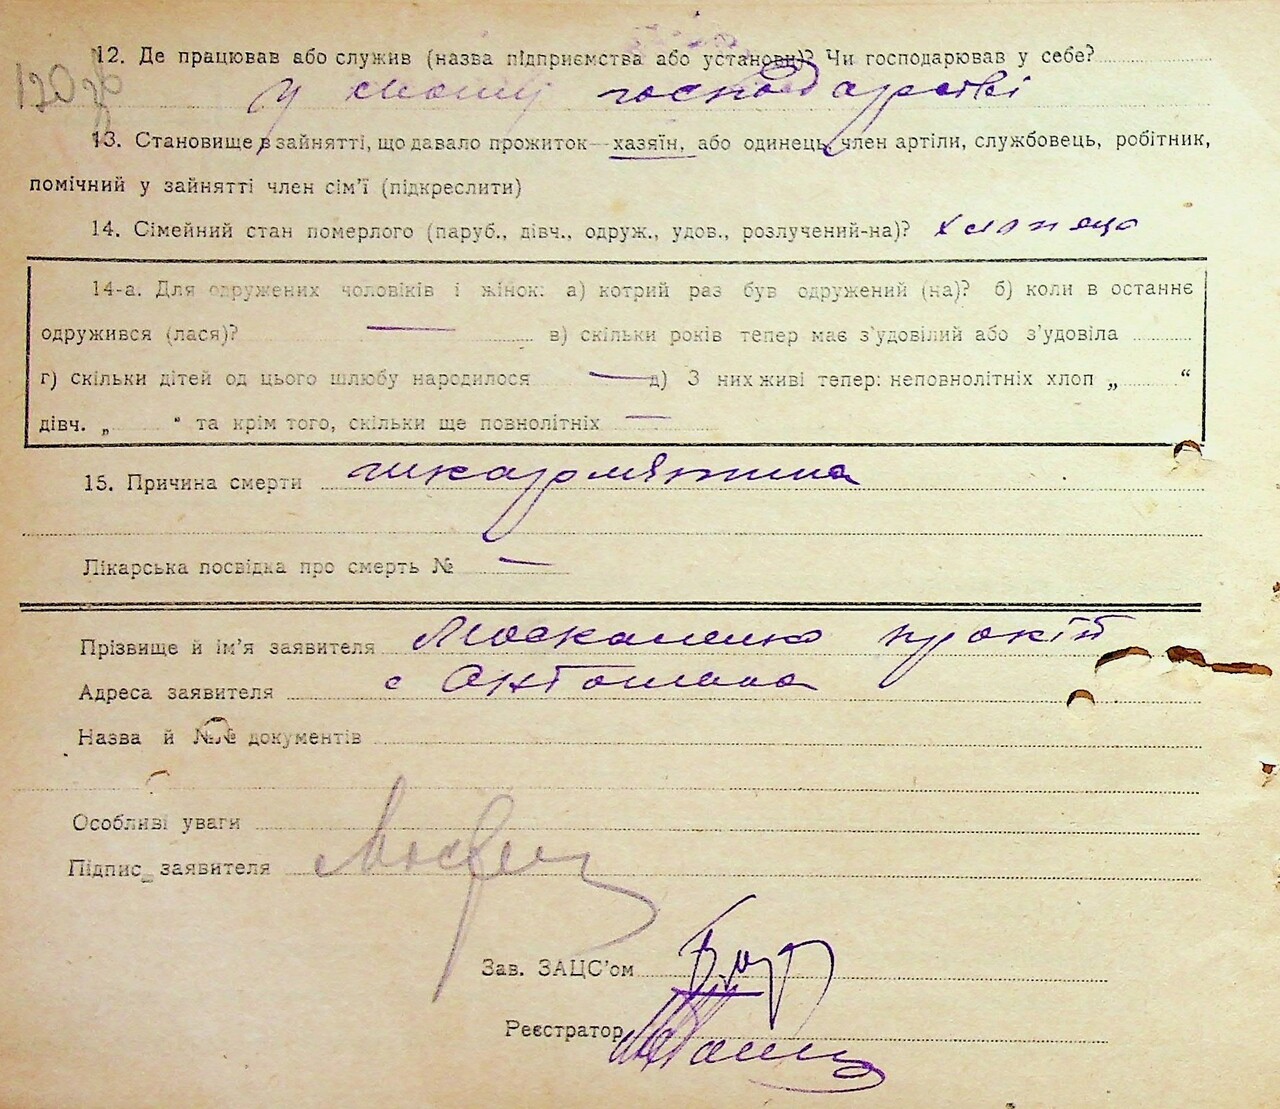 12. Де працював або служив (назва підприємства або установи)? Чи господарював у себе?
у свому господарстві
13. Становище в зайнятті, що давало прожиток—хазяїн, або одинець, член артіли, службовець, робітник,
помічний у зайнятті член сім'ї (підкреслити)
14. Сімейний стан померлого (паруб., дівч., одруж., удов., розлучений-на)? хлопець
14-а. Для одружених чоловіків і жінок: а) котрий раз був одружений (на)? б) коли в останнє
одружився (лася)? — в) скільки років тепер має з'удовілий або з'удовіла
г) скільки дітей од цього шлюбу народилося — д) З них живі тепер: неповнолітніх хлоп „ “
дівч. „ “ та крім того, скільки ще повнолітніх —
15. Причина смерти шкарлятина
Лікарська посвідка про смерть № —
Прізвище й ім'я заявителя Москаленко Прокіп
Адреса заявителя с Антонівка
Назва й №№ документів
Особливі уваги
Підпис заявителя
Зав. ЗАЦС'ом
Реєстратор